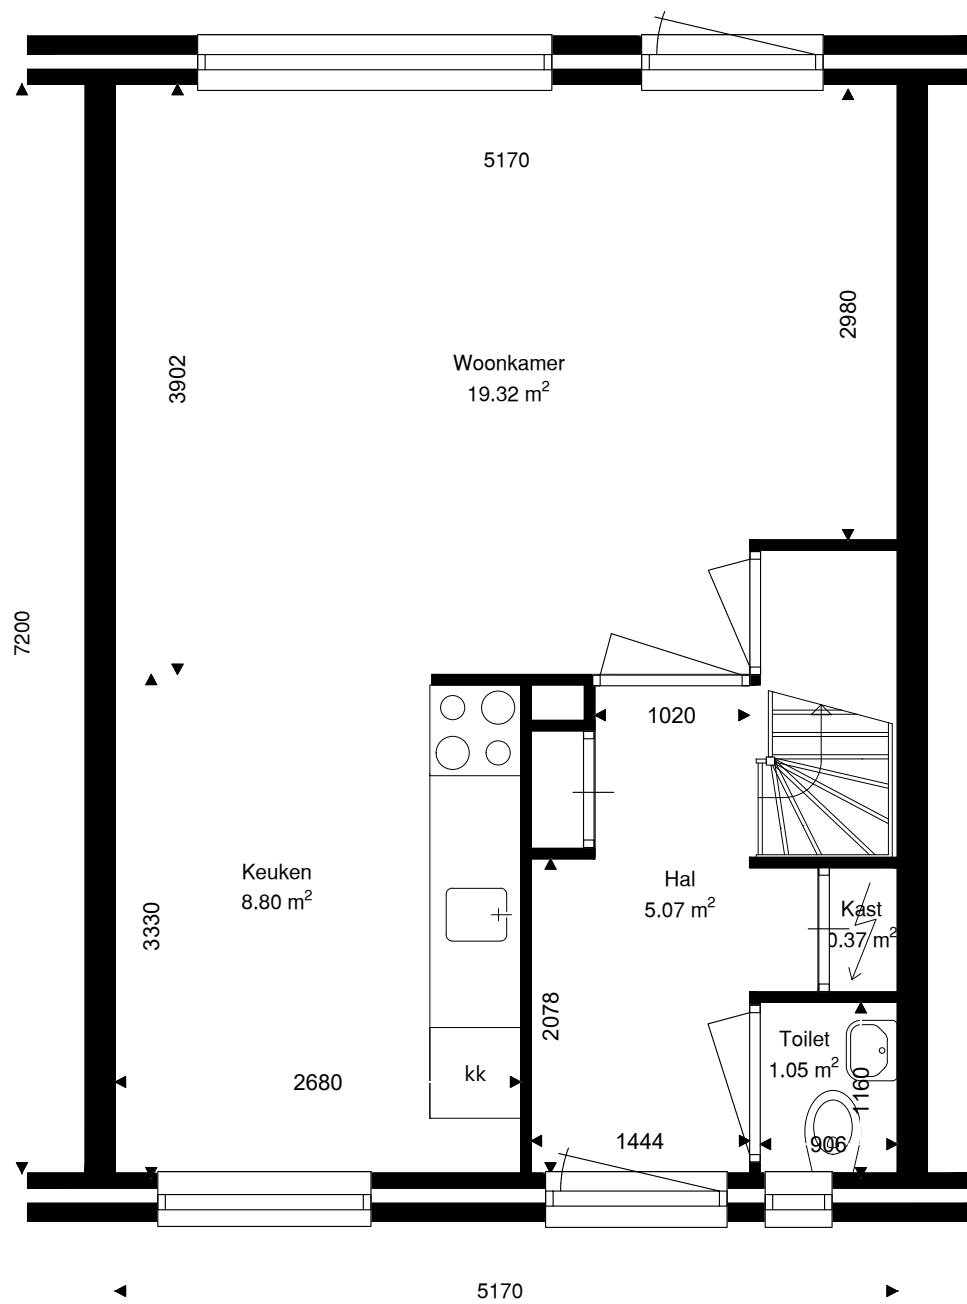 5170
2980
3902
Woonkamer
19.32 m²
7200
1020
Keuken
8.80 m²
Hal
5.07 m²
Kast
0.37 m²
3330
2078
Toilet
1.05 m²
1160
kk
2680
1444
906
5170